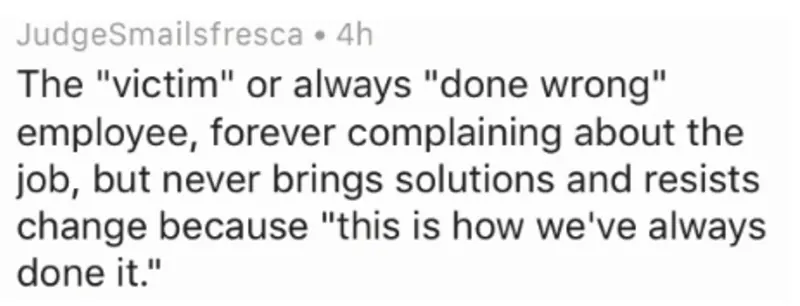 JudgeSmailsfresca • 4h
The "victim" or always "done wrong"
employee, forever complaining about the
job, but never brings solutions and resists
change because "this is how we've always
done it."